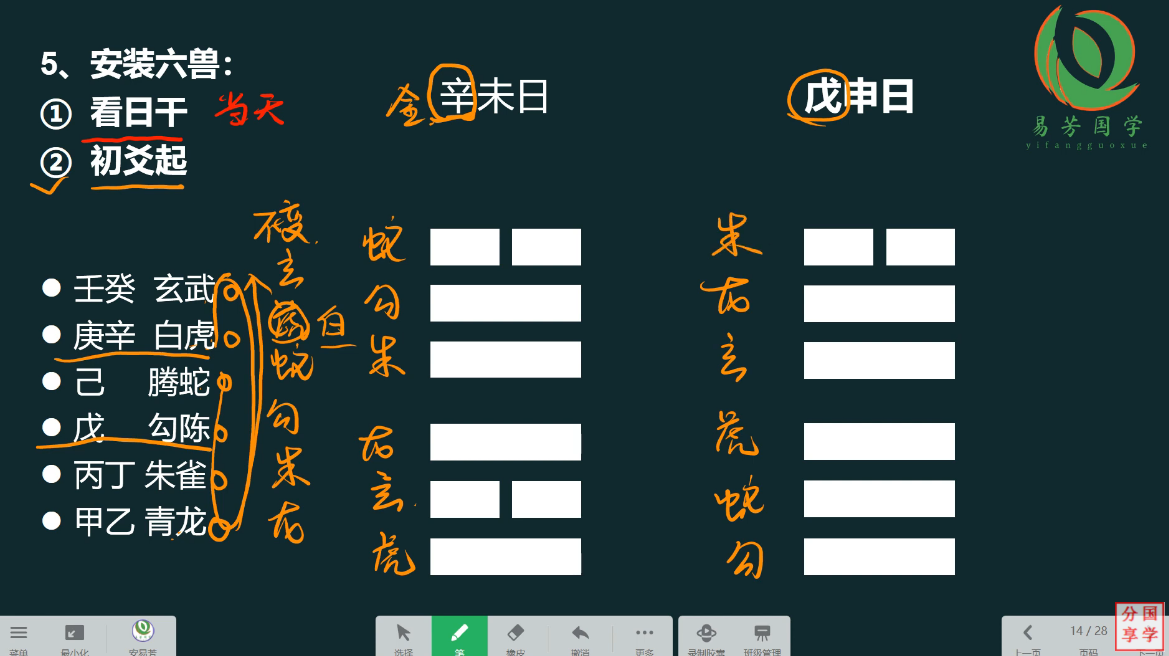 5、安装六兽：
① 看日干 当天
② 初爻起
金 辛未日
戊申日
易芳国学
yifangguoxue
壬癸 玄武
庚辛 白虎
己 腾蛇
戊 勾陈
丙丁 朱雀
甲乙 青龙
不变
玄
白
蛇
勾
朱
龙
蛇
勾
朱
龙
玄
虎
朱
龙
玄
虎
蛇
勾
菜单
最小化
安易芳
选择
笔
橡皮
撤消
更多
录制胶囊
班级管理
上一页
14 / 28
页码
下一页
分国
享学